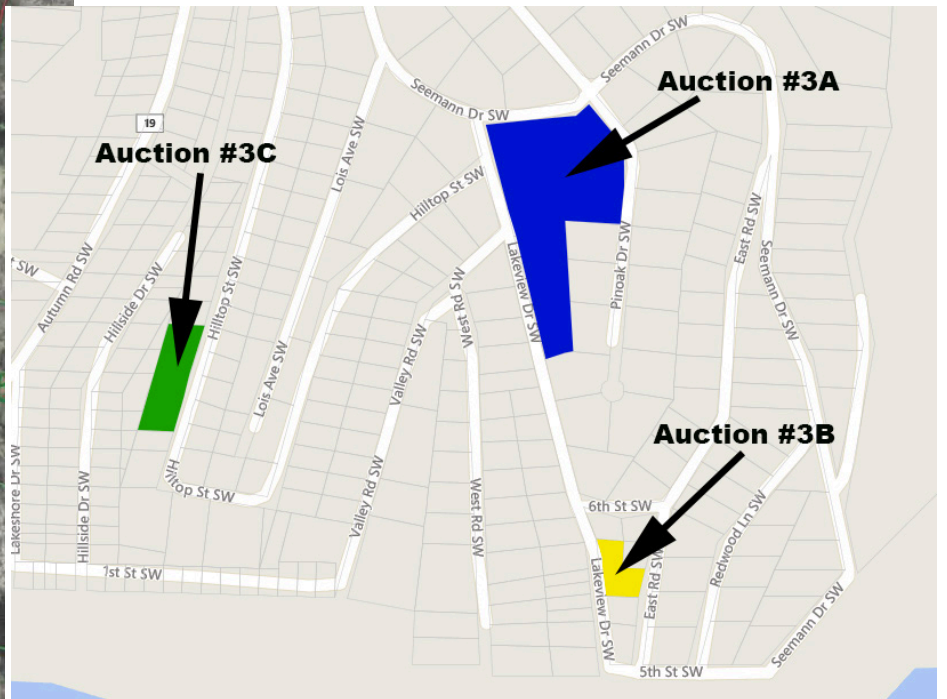 Seemann Dr SW
Auction #3A
Seemann Dr SW
19
Auction #3C
Lois Ave SW
Hilltop St SW
East Rd SW
Seemann Dr SW
Autumn Rd SW
t SW
Hillside Dr SW
Hilltop St SW
Lakeview Dr SW
Pinoak Dr SW
West Rd SW
Valley Rd SW
Lois Ave SW
Auction #3B
Lakeshore Dr SW
Hillside Dr SW
Hilltop St SW
Valley Rd SW
West Rd SW
6th St SW
Redwood Ln SW
1st St SW
Lakeview Dr SW
East Rd SW
Seemann Dr SW
5th St SW